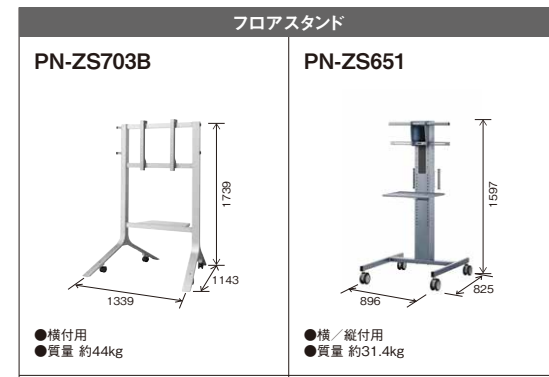 フロアスタンド
PN-ZS703B
1739
1143
1339
●横付用
●質量 約44kg
PN-ZS651
1597
825
896
●横／縦付用
●質量 約31.4kg